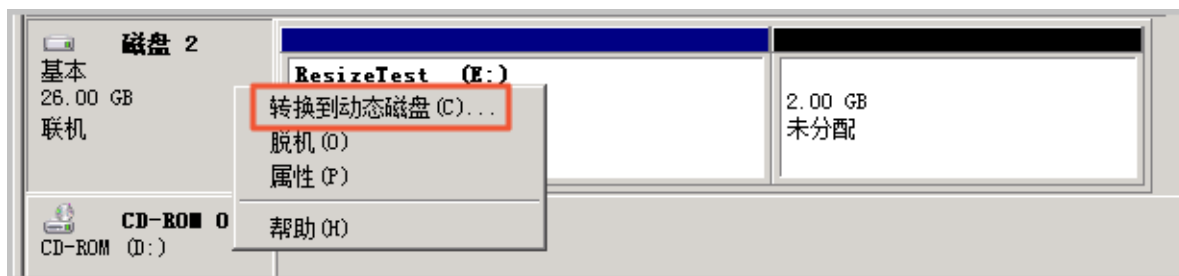 磁盘 2
基本
26.00 GB
联机
ResizeTest (E:)
2.00 GB
未分配
转换到动态磁盘(C)...
脱机(O)
属性(P)
帮助(H)
CD-ROM 0
CD-ROM (D:)